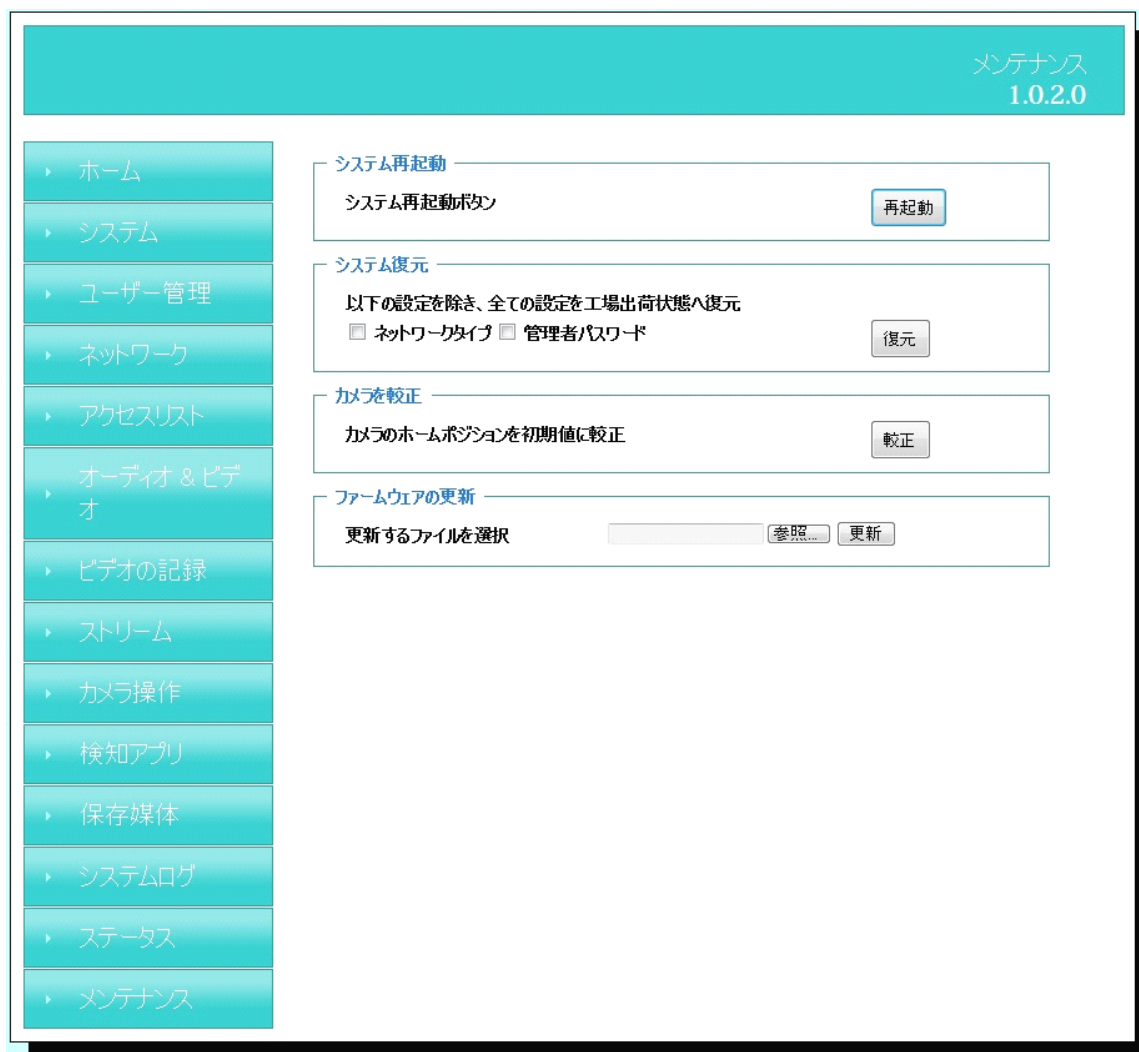 メンテナンス
1.0.2.0
ホーム
システム
ユーザー管理
ネットワーク
アクセスリスト
オーディオ & ビデ
オ
ビデオの記録
ストリーム
カメラ操作
検知アプリ
保存媒体
システムログ
ステータス
メンテナンス
システム再起動
システム再起動ボタン
再起動
システム復元
以下の設定を除き、全ての設定を工場出荷状態へ復元
ネットワークタイプ 管理者パスワード
復元
カメラを較正
カメラのホームポジションを初期値に較正
較正
ファームウェアの更新
更新するファイルを選択 参照... 更新